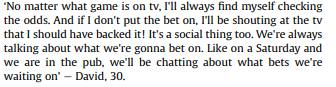 'No matter what game is on tv, I'll always find myself checking
the odds. And if I don't put the bet on, I'll be shouting at the tv
that I should have backed it! It's a social thing too. We're always
talking about what we're gonna bet on. Like on a Saturday and
we are in the pub, we'll be chatting about what bets we're
waiting on' – David, 30.